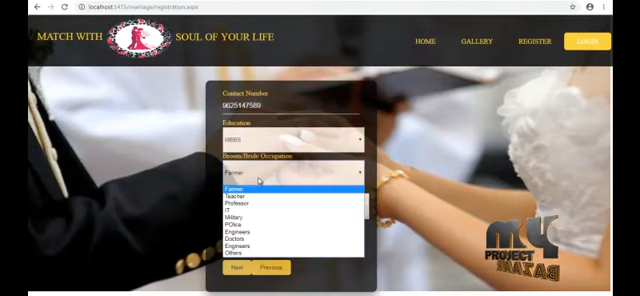 localhost:1475/marriage/registration.aspx
MATCH WITH SOUL OF YOUR LIFE
HOME GALLERY REGISTER LOGIN
Contact Number
9625147589
Education
MBBS
Broom/Bride Occupation
Farmer
Farmer
Teacher
Professor
IT
Military
POlice
Engineers
Doctors
Engineers
Others
Next Previous
MY
PROJECT
BAZAAR